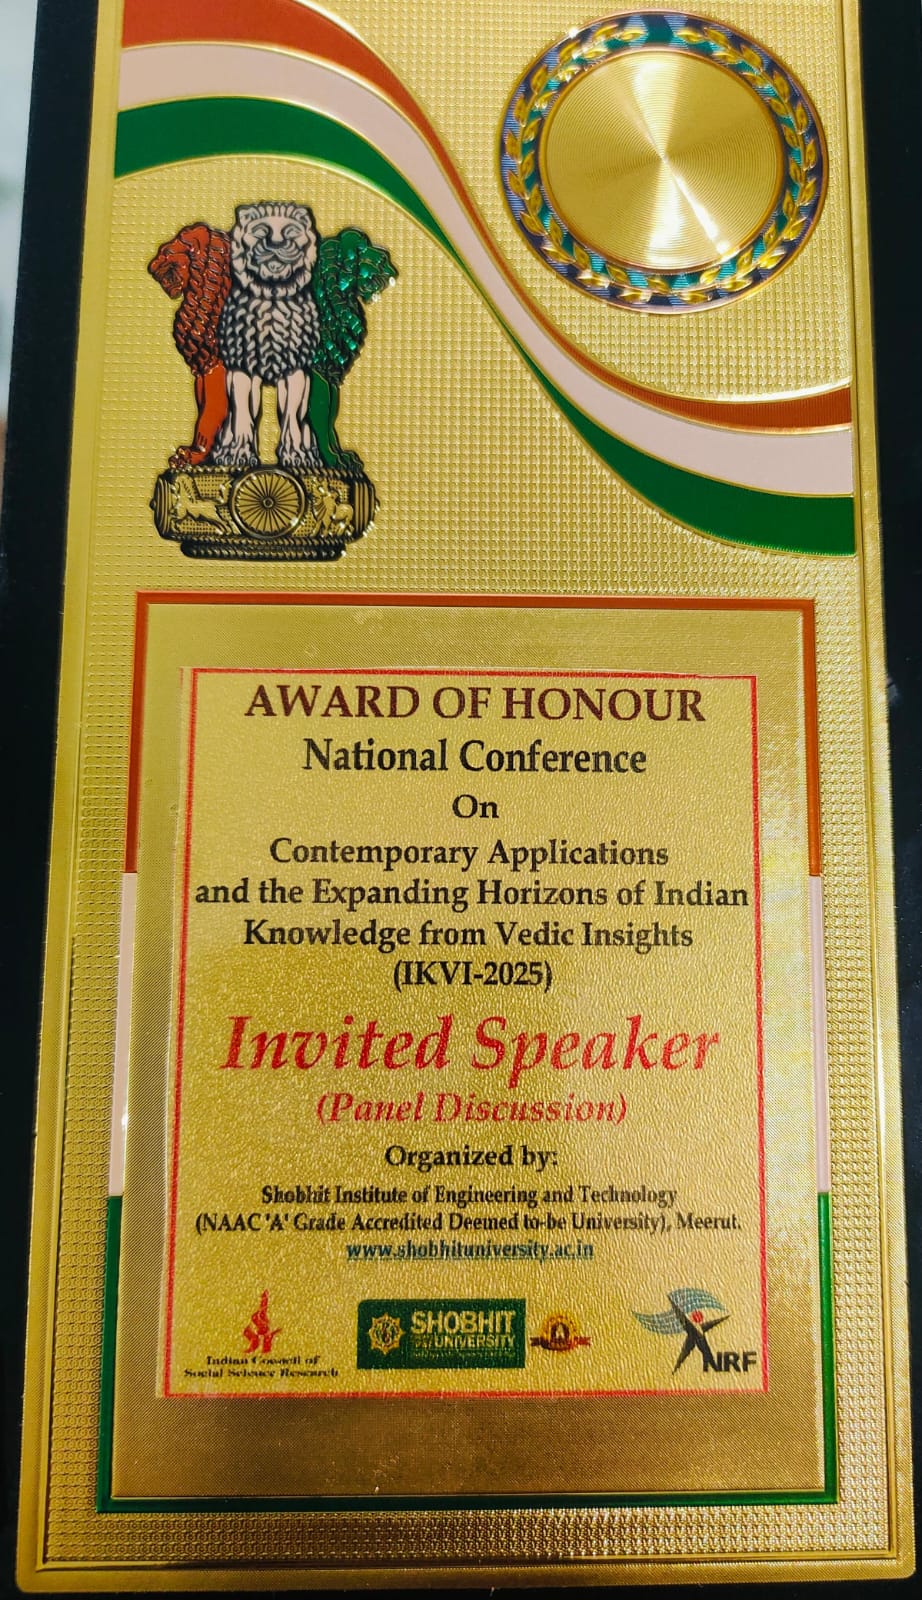 AWARD OF HONOUR
National Conference
On
Contemporary Applications
and the Expanding Horizons of Indian
Knowledge from Vedic Insights
(IKVI-2025)
Invited Speaker
(Panel Discussion)
Organized by:
Shobhit Institute of Engineering and Technology
(NAAC 'A' Grade Accredited Deemed to-be University), Meerut.
www.shobhituniversity.ac.in
Indian Council of
Social Science Research
SHOBHIT
UNIVERSITY
A
NRF